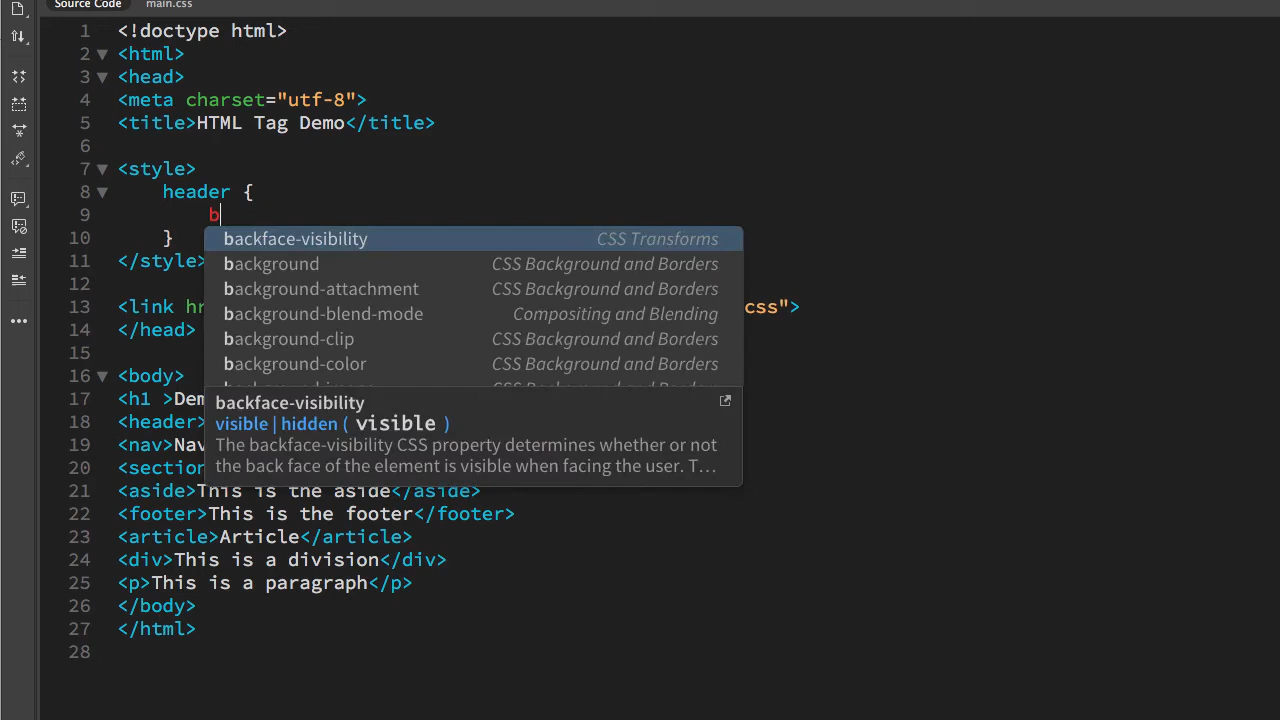 Source Code main.css
1 <!doctype html>
2 <html>
3 <head>
4 <meta charset="utf-8">
5 <title>HTML Tag Demo</title>
6
7 <style>
8 header {
9 b
10 }
backface-visibility CSS Transforms
11 </style>
background CSS Background and Borders
12
background-attachment CSS Background and Borders
13 <link css">
background-blend-mode Compositing and Blending
14 </head>
background-clip CSS Background and Borders
15
background-color CSS Background and Borders
16 <body>
17 <h1 >
backface-visibility
18 <header>
visible | hidden ( visible )
19 <nav>
The backface-visibility CSS property determines whether or not
20 <section
the back face of the element is visible when facing the user. T…
21 <aside>This is the aside</aside>
22 <footer>This is the footer</footer>
23 <article>Article</article>
24 <div>This is a division</div>
25 <p>This is a paragraph</p>
26 </body>
27 </html>
28